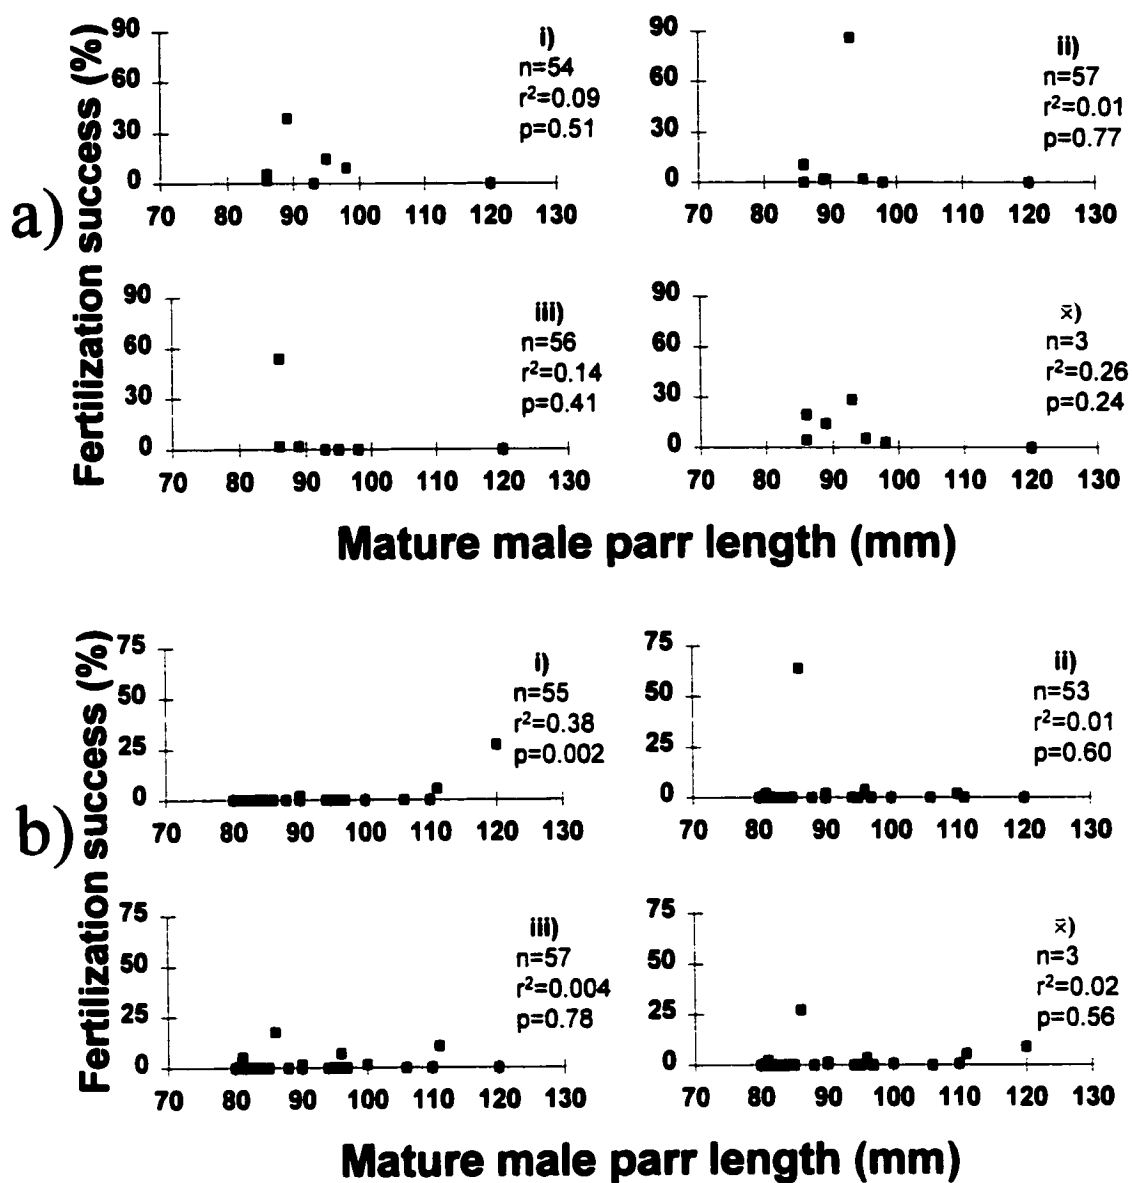 a)
Fertilization success (%)
90
60
30
0
70 80 90 100 110 120 130
i)
n=54
r²=0.09
p=0.51
90
60
30
0
70 80 90 100 110 120 130
ii)
n=57
r²=0.01
p=0.77
90
60
30
0
70 80 90 100 110 120 130
iii)
n=56
r²=0.14
p=0.41
90
60
30
0
70 80 90 100 110 120 130
x̄)
n=3
r²=0.26
p=0.24
Mature male parr length (mm)
b)
Fertilization success (%)
75
50
25
0
70 80 90 100 110 120 130
i)
n=55
r²=0.38
p=0.002
75
50
25
0
70 80 90 100 110 120 130
ii)
n=53
r²=0.01
p=0.60
75
50
25
0
70 80 90 100 110 120 130
iii)
n=57
r²=0.004
p=0.78
75
50
25
0
70 80 90 100 110 120 130
x̄)
n=3
r²=0.02
p=0.56
Mature male parr length (mm)